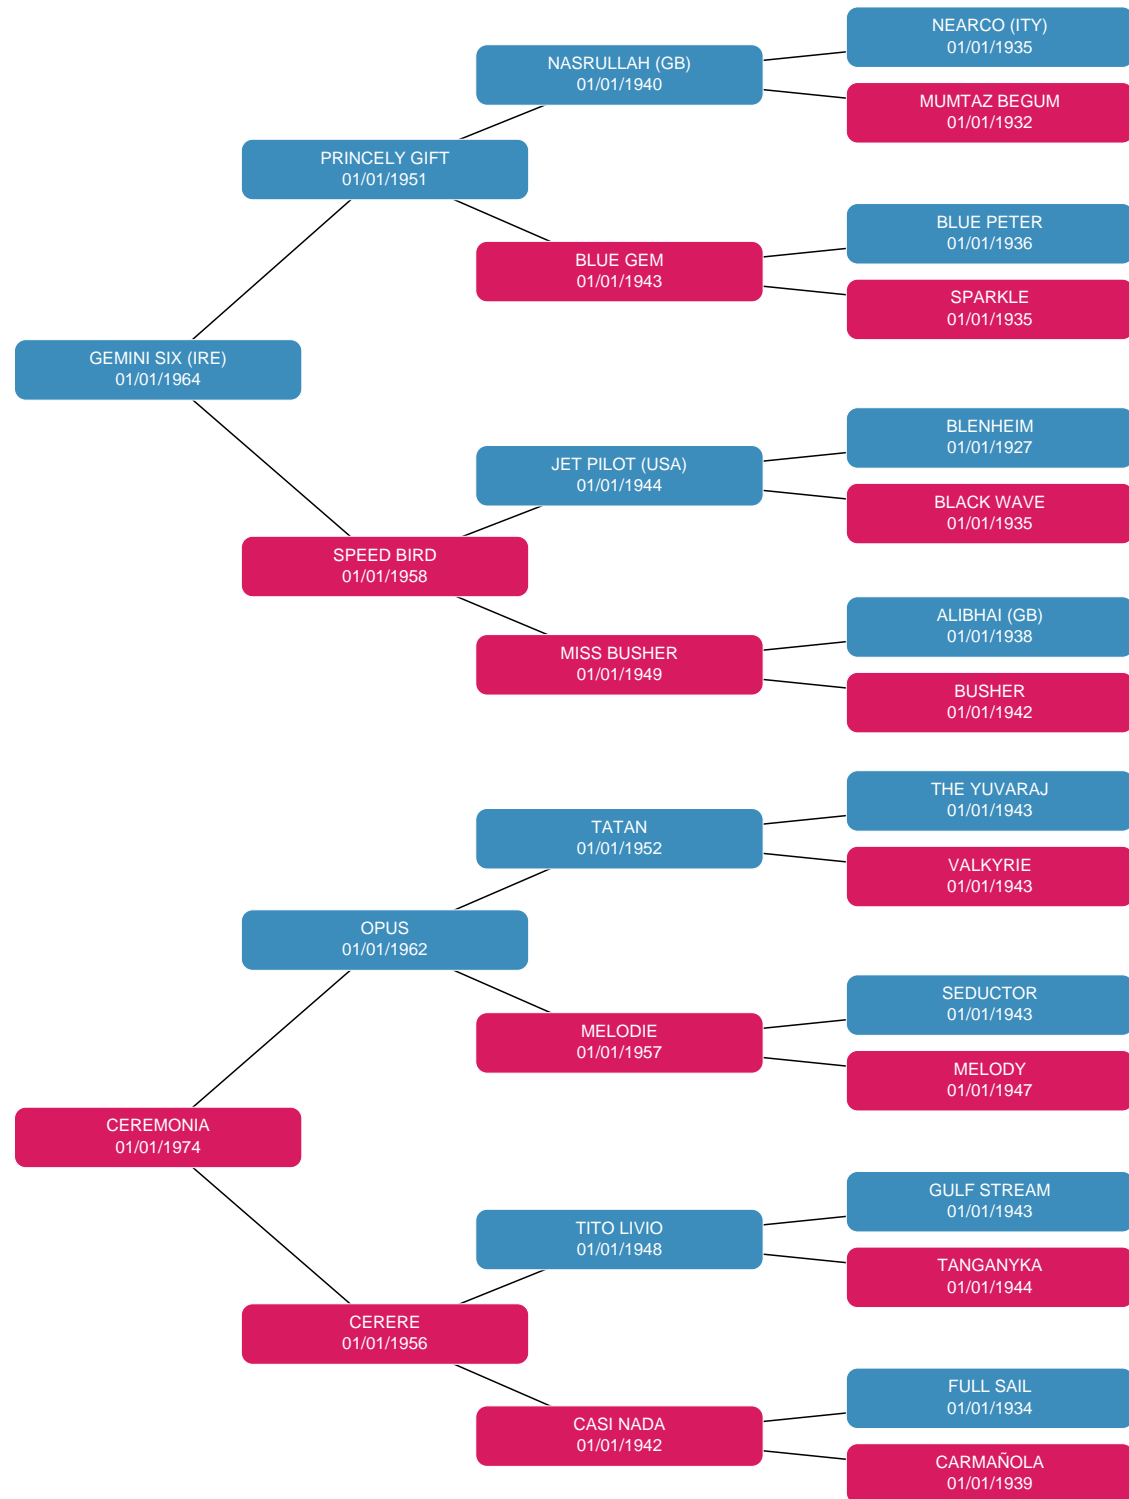 NEARCO (ITY)
01/01/1935
NASRULLAH (GB)
01/01/1940
MUMTAZ BEGUM
01/01/1932
PRINCELY GIFT
01/01/1951
BLUE PETER
01/01/1936
BLUE GEM
01/01/1943
SPARKLE
01/01/1935
GEMINI SIX (IRE)
01/01/1964
BLENHEIM
01/01/1927
JET PILOT (USA)
01/01/1944
BLACK WAVE
01/01/1935
SPEED BIRD
01/01/1958
ALIBHAI (GB)
01/01/1938
MISS BUSHER
01/01/1949
BUSHER
01/01/1942
THE YUVARAJ
01/01/1943
TATAN
01/01/1952
VALKYRIE
01/01/1943
OPUS
01/01/1962
SEDUCTOR
01/01/1943
MELODIE
01/01/1957
MELODY
01/01/1947
CEREMONIA
01/01/1974
GULF STREAM
01/01/1943
TITO LIVIO
01/01/1948
TANGANYKA
01/01/1944
CERERE
01/01/1956
FULL SAIL
01/01/1934
CASI NADA
01/01/1942
CARMAÑOLA
01/01/1939